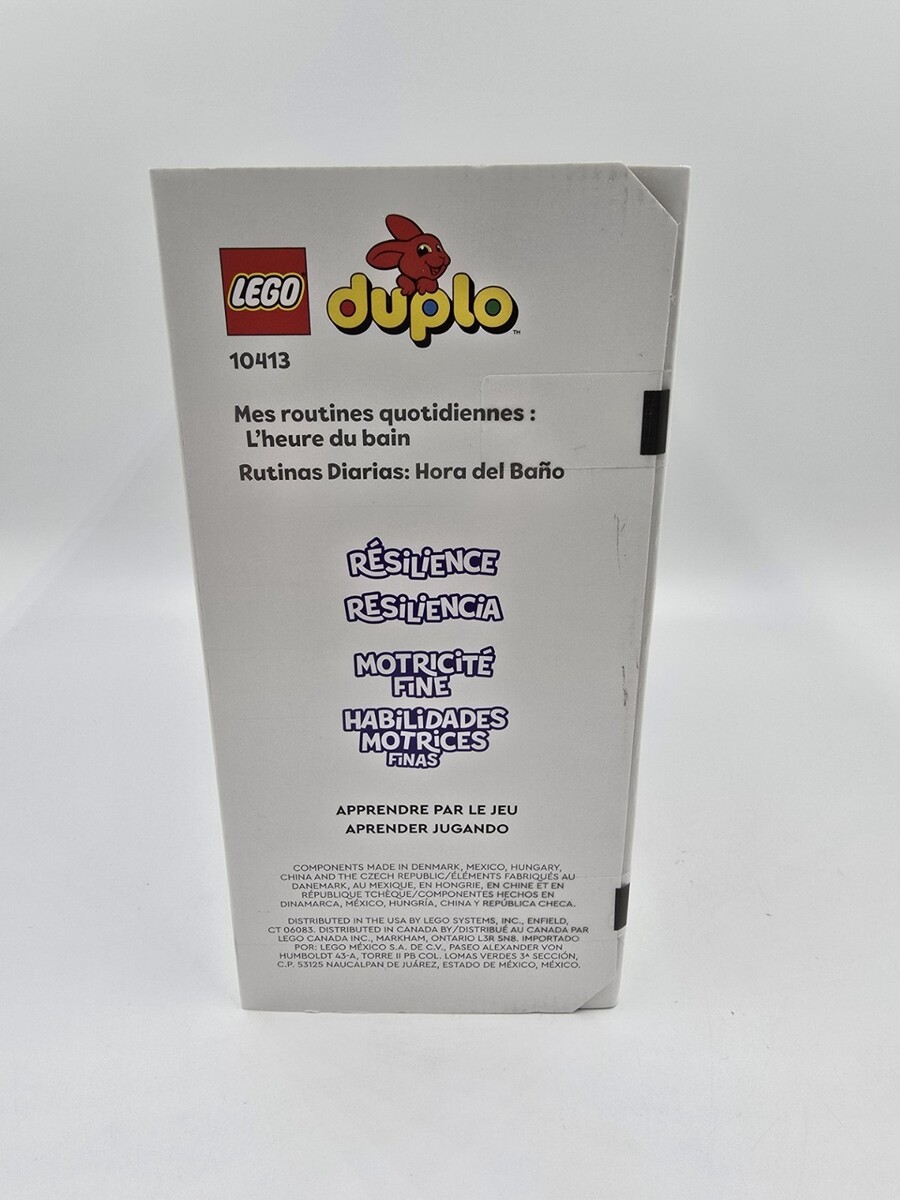 LEGO
duplo™
10413
Mes routines quotidiennes :
L'heure du bain
Rutinas Diarias: Hora del Baño
RÉSiLiENCE
RESiLiENCiA
MOTRiCiTÉ
FiNE
HABiLiDADES
MOTRiCES
FiNAS
APPRENDRE PAR LE JEU
APRENDER JUGANDO
COMPONENTS MADE IN DENMARK, MEXICO, HUNGARY,
CHINA AND THE CZECH REPUBLIC/ÉLÉMENTS FABRIQUÉS AU
DANEMARK, AU MEXIQUE, EN HONGRIE, EN CHINE ET EN
RÉPUBLIQUE TCHÈQUE/COMPONENTES HECHOS EN
DINAMARCA, MÉXICO, HUNGRÍA, CHINA Y REPÚBLICA CHECA.
DISTRIBUTED IN THE USA BY LEGO SYSTEMS, INC., ENFIELD,
CT 06083. DISTRIBUTED IN CANADA BY/DISTRIBUÉ AU CANADA PAR
LEGO CANADA INC., MARKHAM, ONTARIO L3R 5N8. IMPORTADO
POR: LEGO MÉXICO S.A. DE C.V., PASEO ALEXANDER VON
HUMBOLDT 43-A, TORRE II PB COL. LOMAS VERDES 3ᴬ SECCIÓN,
C.P. 53125 NAUCALPAN DE JUÁREZ, ESTADO DE MÉXICO, MÉXICO.